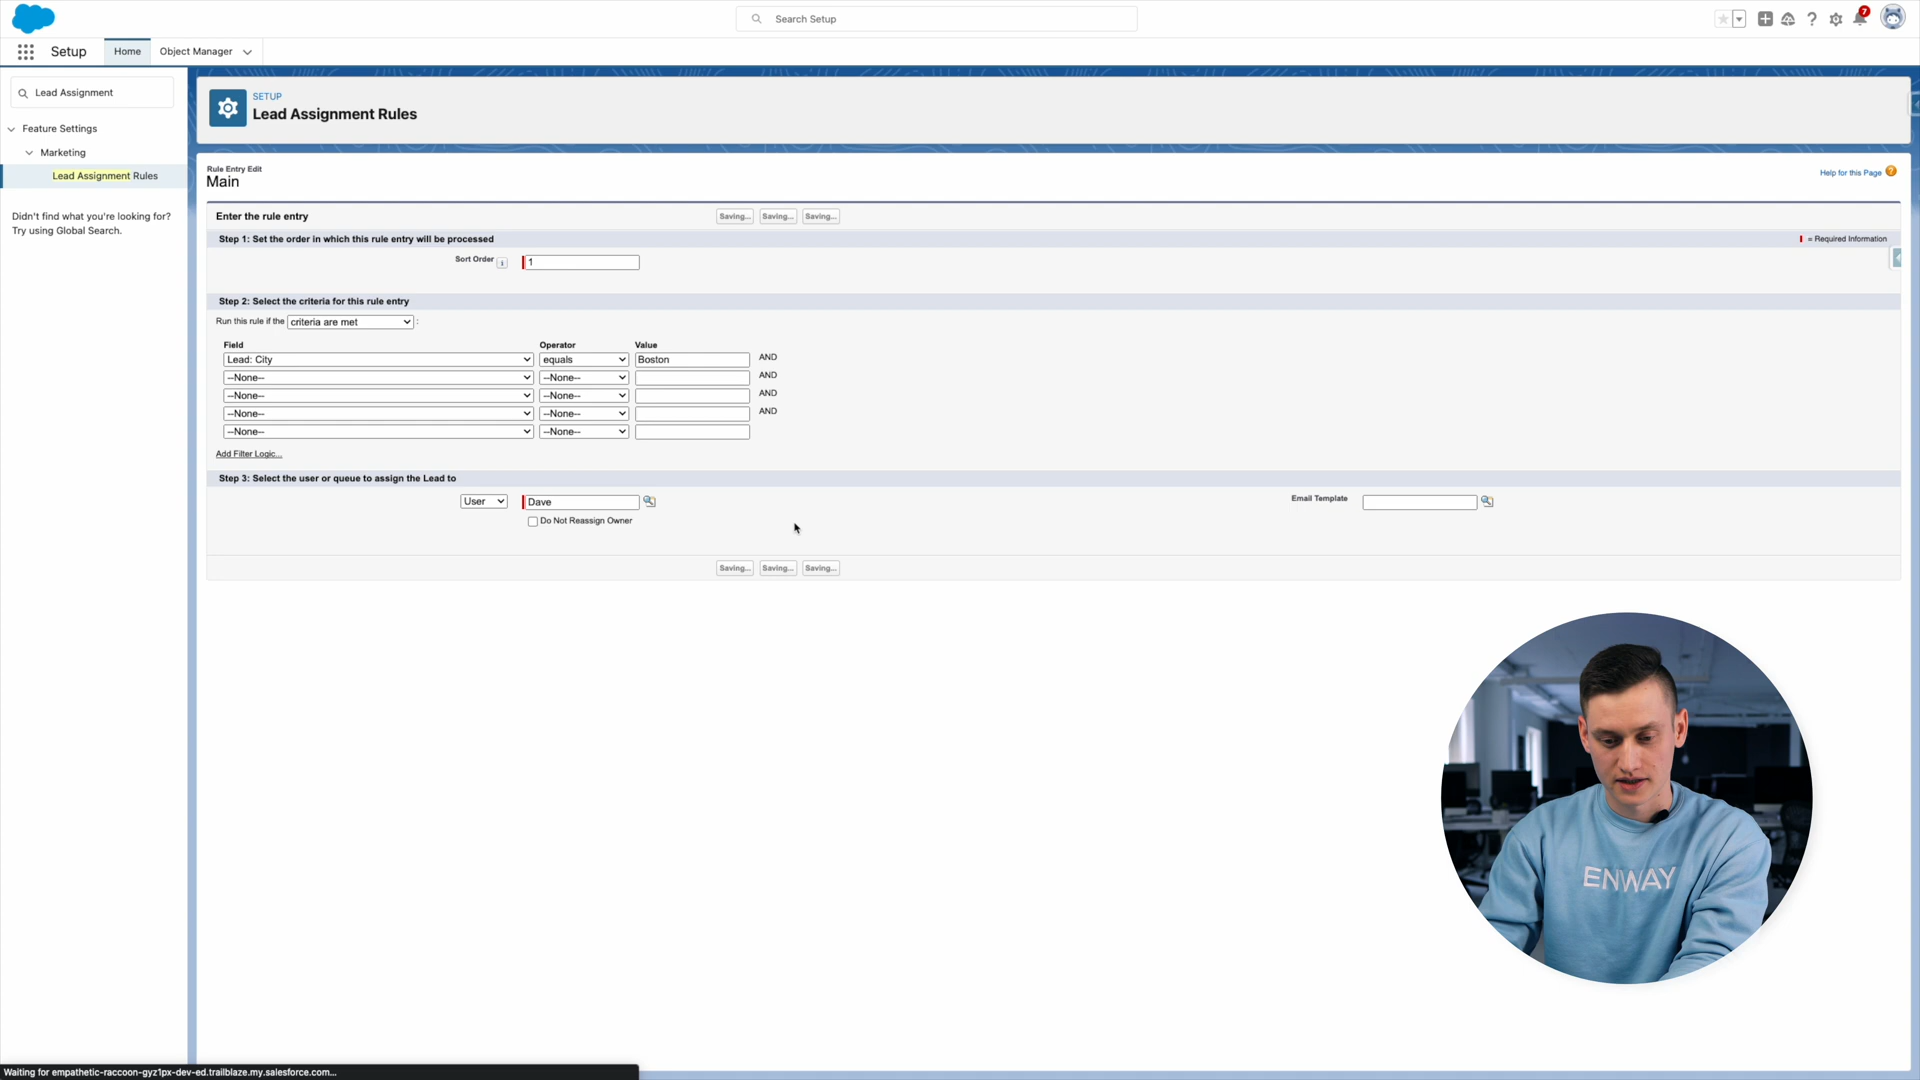 Search Setup
7
Setup
Home
Object Manager
Lead Assignment
Feature Settings
Marketing
Lead Assignment Rules
Didn't find what you're looking for?
Try using Global Search.
SETUP
Lead Assignment Rules
Rule Entry Edit
Main
Help for this Page ?
Enter the rule entry
Saving... Saving... Saving...
Step 1: Set the order in which this rule entry will be processed
= Required Information
Sort Order i 1
Step 2: Select the criteria for this rule entry
Run this rule if the criteria are met :
Field Operator Value
Lead: City equals Boston AND
--None-- --None-- AND
--None-- --None-- AND
--None-- --None-- AND
--None-- --None--
Add Filter Logic...
Step 3: Select the user or queue to assign the Lead to
User Dave
Email Template
Do Not Reassign Owner
Saving... Saving... Saving...
ENWAY
Waiting for empathetic-raccoon-gyz1px-dev-ed.trailblaze.my.salesforce.com...